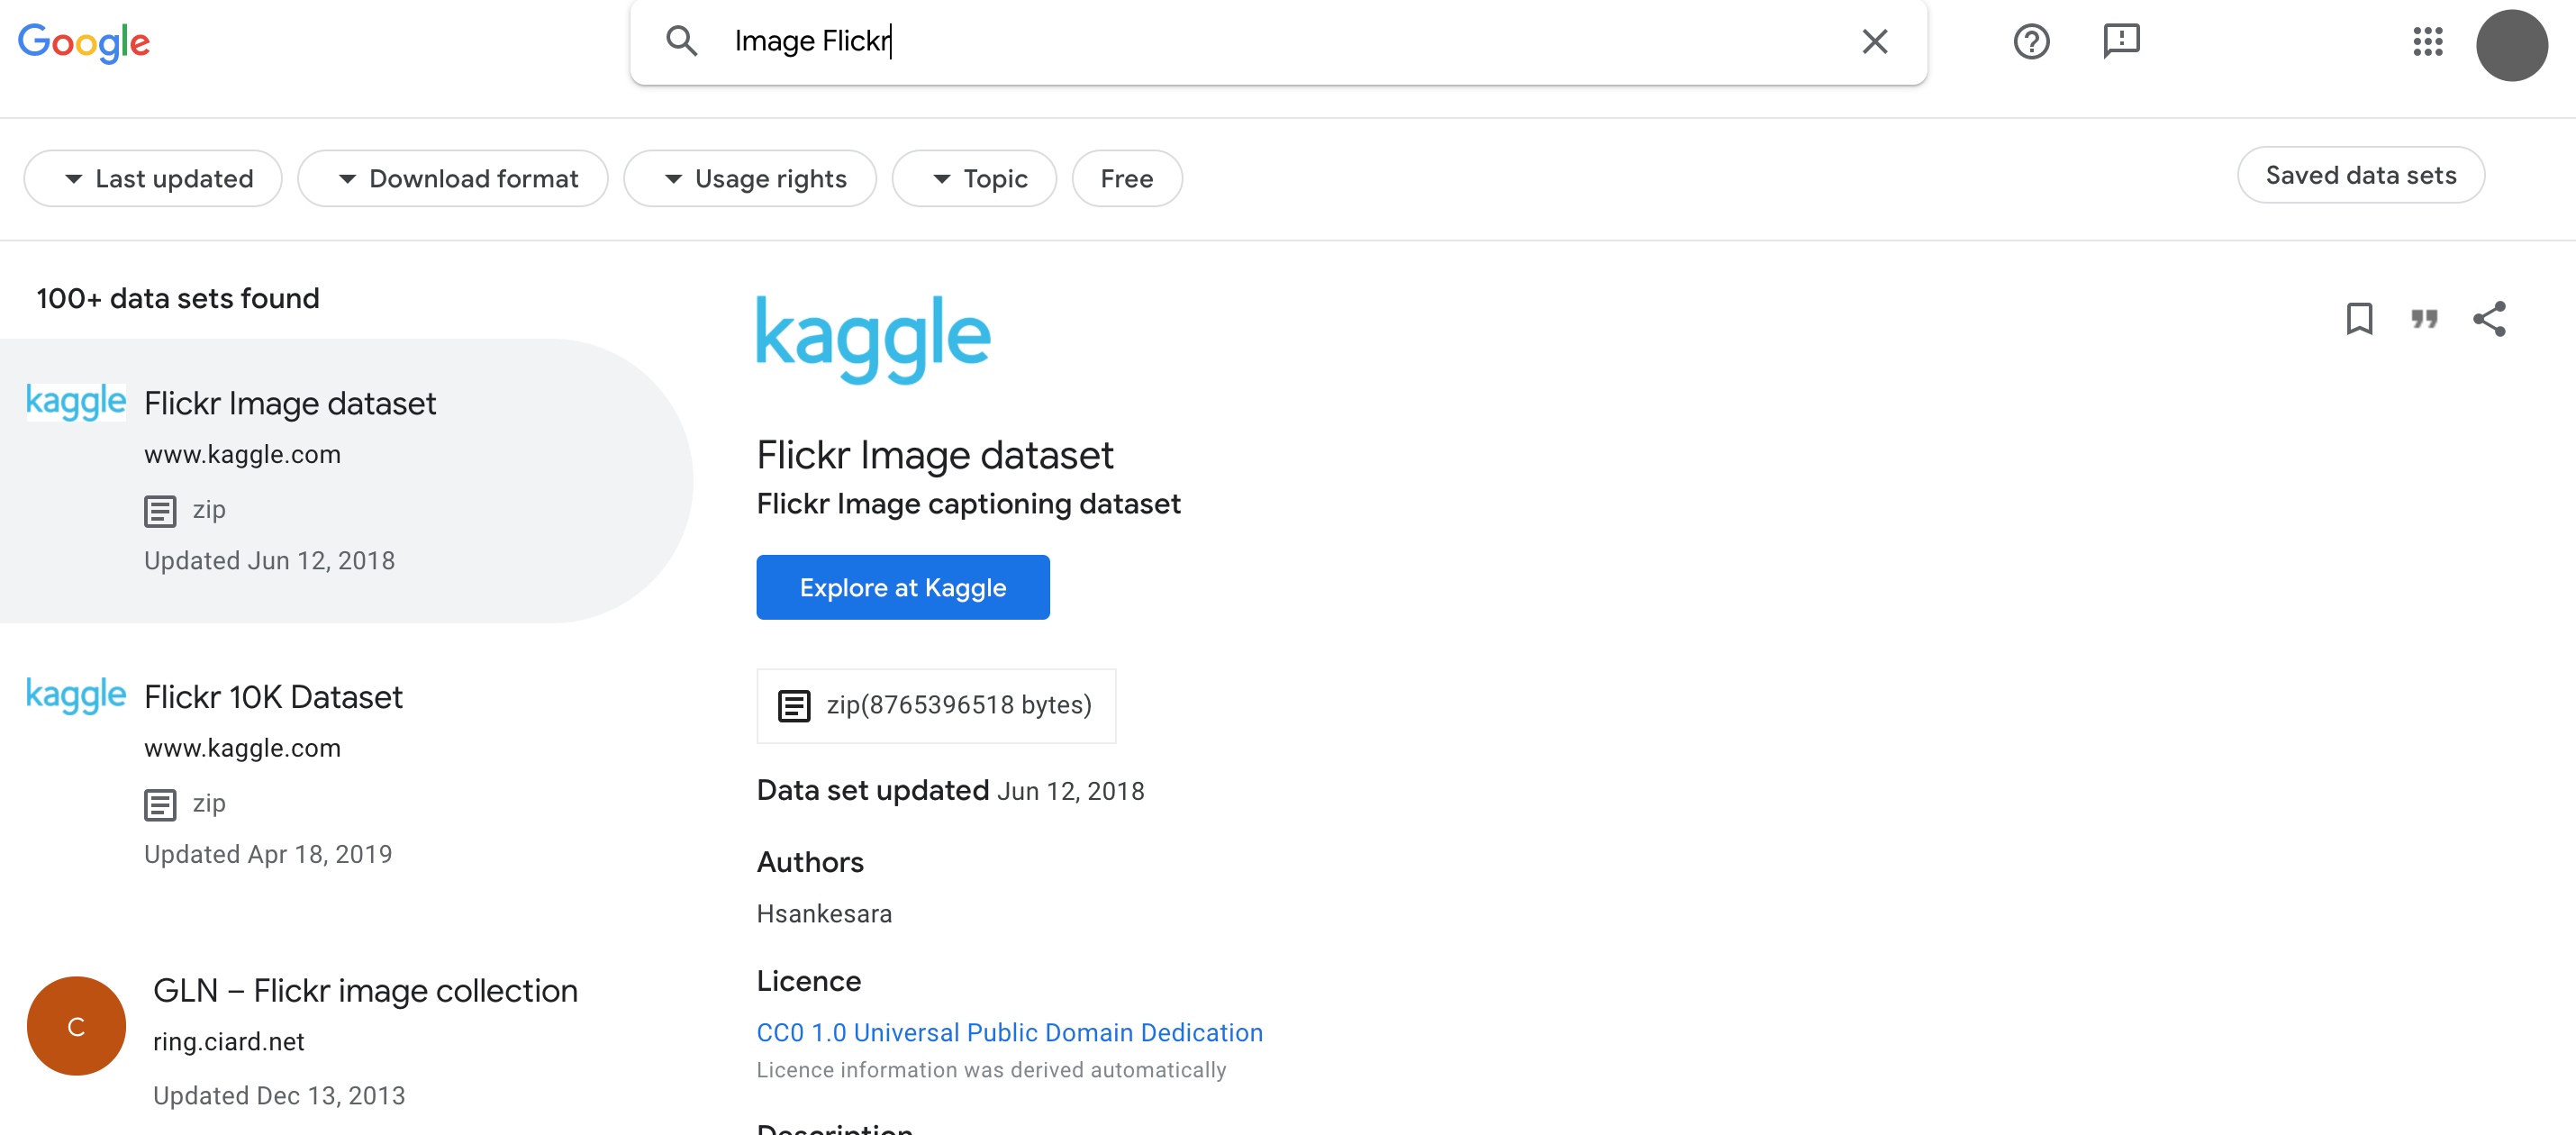 Google
Image Flickr
Last updated
Download format
Usage rights
Topic
Free
Saved data sets
100+ data sets found
kaggle
Flickr Image dataset
www.kaggle.com
zip
Updated Jun 12, 2018
kaggle
Flickr 10K Dataset
www.kaggle.com
zip
Updated Apr 18, 2019
C
GLN – Flickr image collection
ring.ciard.net
Updated Dec 13, 2013
kaggle
Flickr Image dataset
Flickr Image captioning dataset
Explore at Kaggle
zip(8765396518 bytes)
Data set updated Jun 12, 2018
Authors
Hsankesara
Licence
CC0 1.0 Universal Public Domain Dedication
Licence information was derived automatically
Description